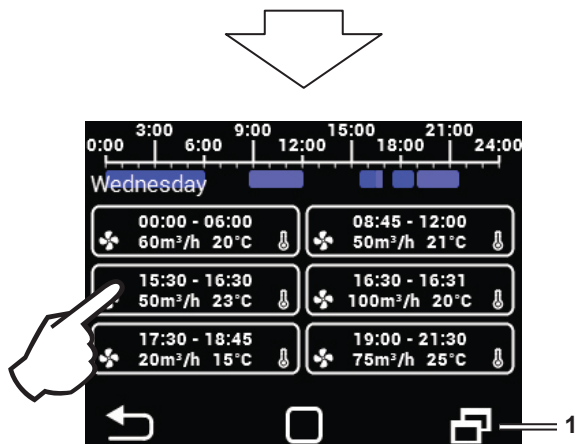 3:00 9:00 15:00 21:00
0:00 6:00 12:00 18:00 24:00
Wednesday
00:00 - 06:00
60m³/h 20°C
08:45 - 12:00
50m³/h 21°C
15:30 - 16:30
50m³/h 23°C
16:30 - 16:31
100m³/h 20°C
17:30 - 18:45
20m³/h 15°C
19:00 - 21:30
75m³/h 25°C
1